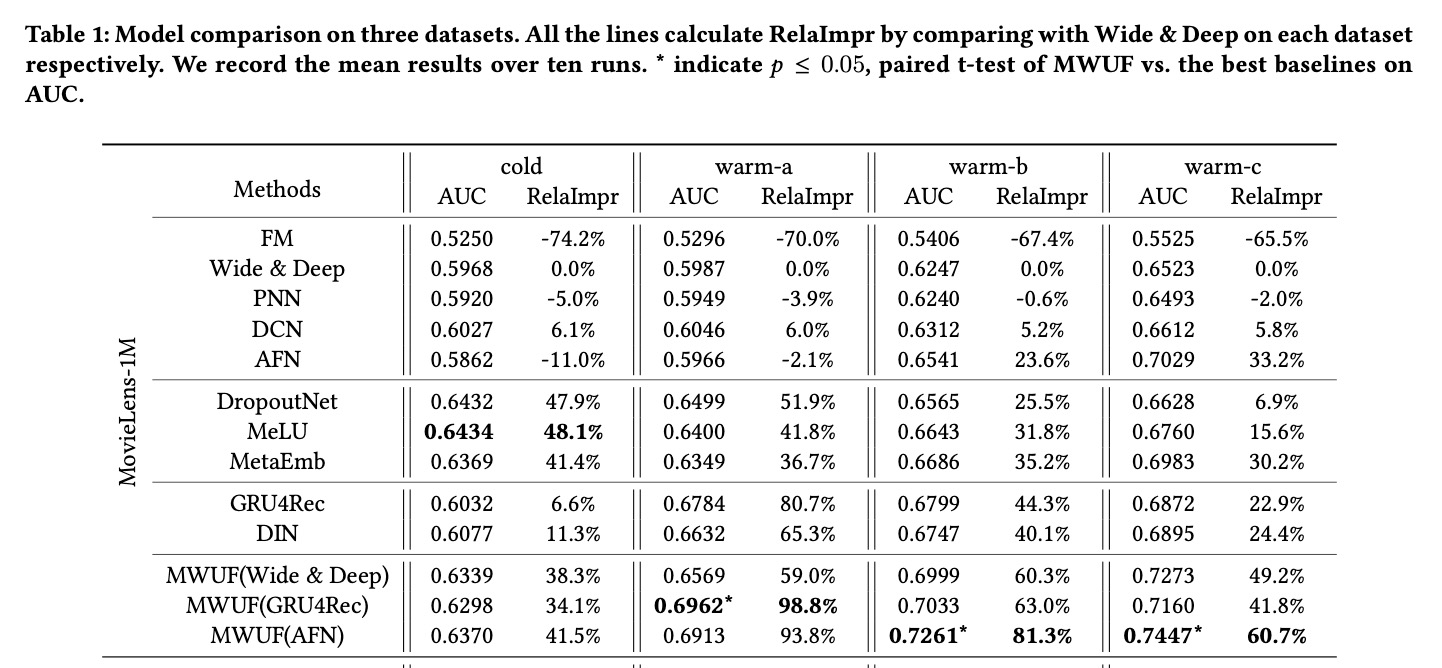 Table 1: Model comparison on three datasets. All the lines calculate RelaImpr by comparing with Wide & Deep on each dataset
respectively. We record the mean results over ten runs. * indicate p ≤ 0.05, paired t-test of MWUF vs. the best baselines on
AUC.
Methods cold warm-a warm-b warm-c
AUC RelaImpr AUC RelaImpr AUC RelaImpr AUC RelaImpr
MovieLens-1M
FM 0.5250 -74.2% 0.5296 -70.0% 0.5406 -67.4% 0.5525 -65.5%
Wide & Deep 0.5968 0.0% 0.5987 0.0% 0.6247 0.0% 0.6523 0.0%
PNN 0.5920 -5.0% 0.5949 -3.9% 0.6240 -0.6% 0.6493 -2.0%
DCN 0.6027 6.1% 0.6046 6.0% 0.6312 5.2% 0.6612 5.8%
AFN 0.5862 -11.0% 0.5966 -2.1% 0.6541 23.6% 0.7029 33.2%
DropoutNet 0.6432 47.9% 0.6499 51.9% 0.6565 25.5% 0.6628 6.9%
MeLU 0.6434 48.1% 0.6400 41.8% 0.6643 31.8% 0.6760 15.6%
MetaEmb 0.6369 41.4% 0.6349 36.7% 0.6686 35.2% 0.6983 30.2%
GRU4Rec 0.6032 6.6% 0.6784 80.7% 0.6799 44.3% 0.6872 22.9%
DIN 0.6077 11.3% 0.6632 65.3% 0.6747 40.1% 0.6895 24.4%
MWUF(Wide & Deep) 0.6339 38.3% 0.6569 59.0% 0.6999 60.3% 0.7273 49.2%
MWUF(GRU4Rec) 0.6298 34.1% 0.6962* 98.8% 0.7033 63.0% 0.7160 41.8%
MWUF(AFN) 0.6370 41.5% 0.6913 93.8% 0.7261* 81.3% 0.7447* 60.7%